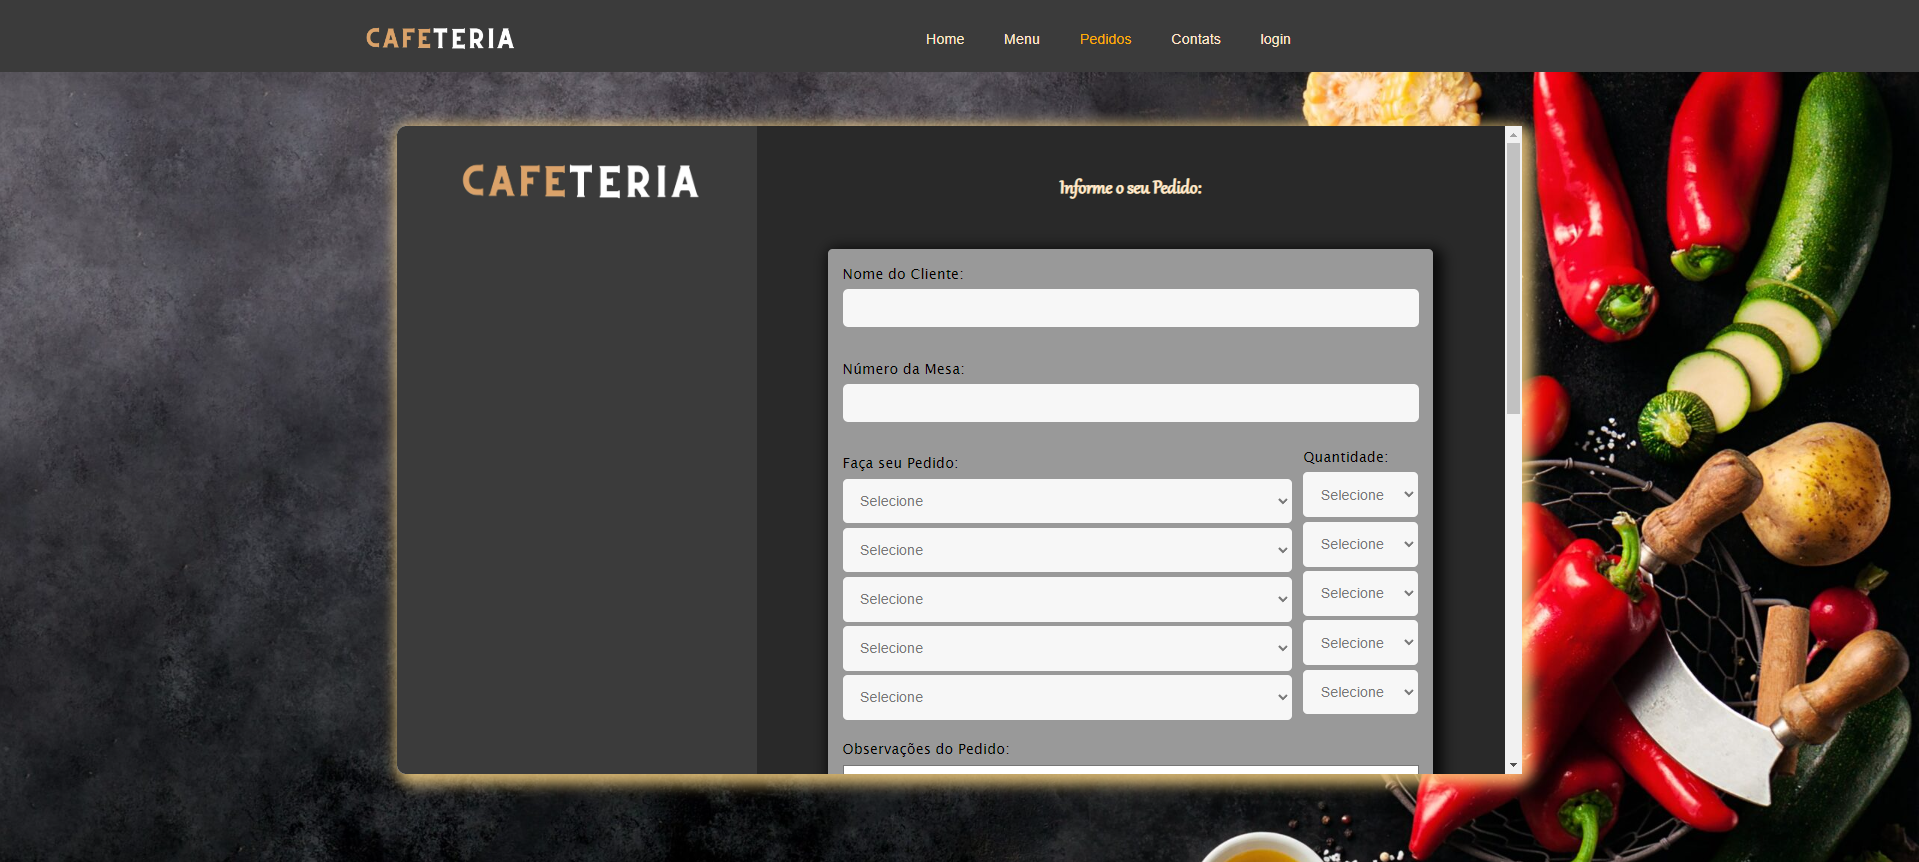 CAFETERIA
Home Menu Pedidos Contats login
CAFETERIA
Informe o seu Pedido:
Nome do Cliente:
Número da Mesa:
Faça seu Pedido: Quantidade:
Selecione Selecione
Selecione Selecione
Selecione Selecione
Selecione Selecione
Selecione Selecione
Observações do Pedido: